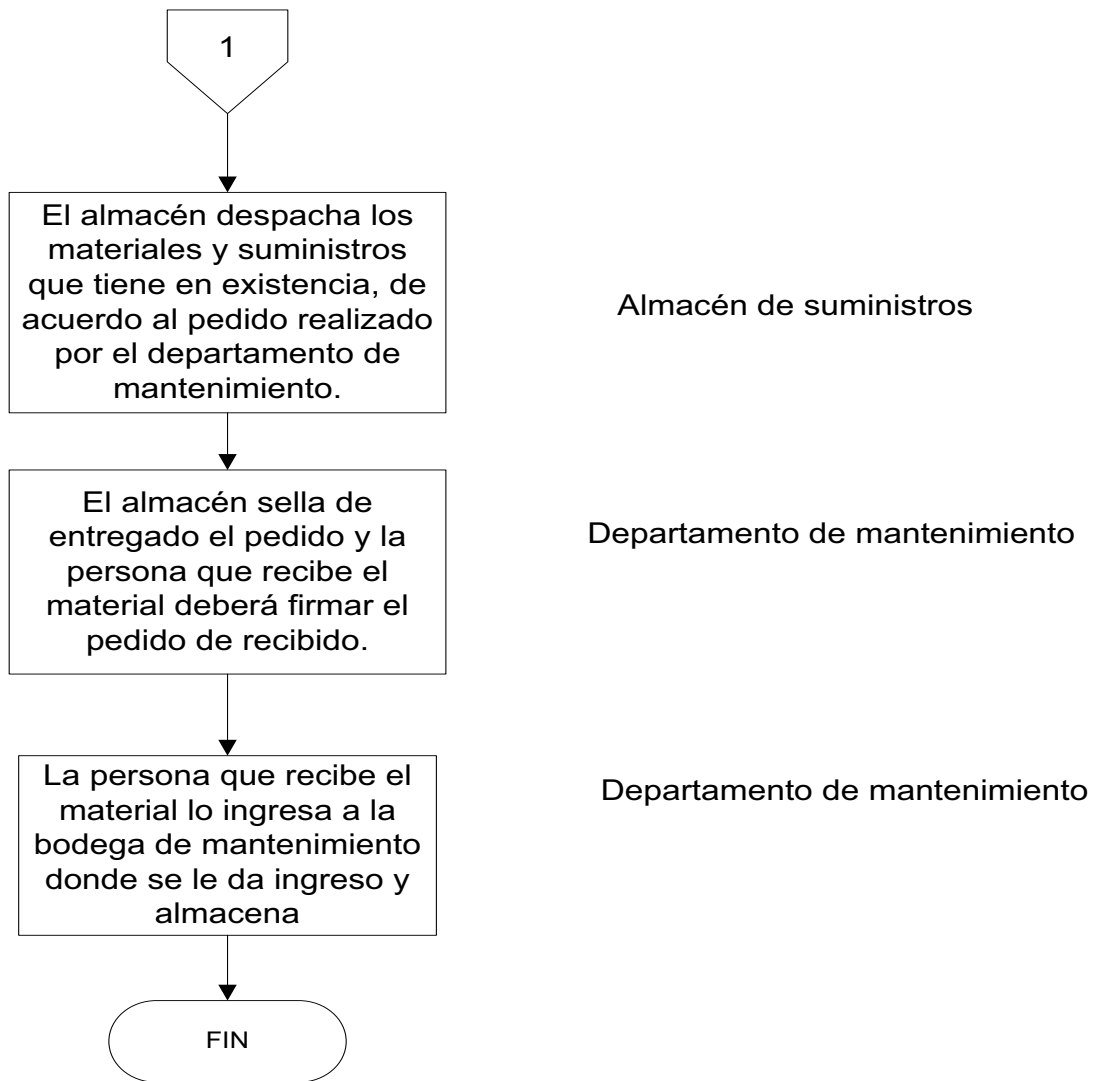 1
El almacén despacha los
materiales y suministros
que tiene en existencia, de
acuerdo al pedido realizado
por el departamento de
mantenimiento.
Almacén de suministros
El almacén sella de
entregado el pedido y la
persona que recibe el
material deberá firmar el
pedido de recibido.
Departamento de mantenimiento
La persona que recibe el
material lo ingresa a la
bodega de mantenimiento
donde se le da ingreso y
almacena
Departamento de mantenimiento
FIN